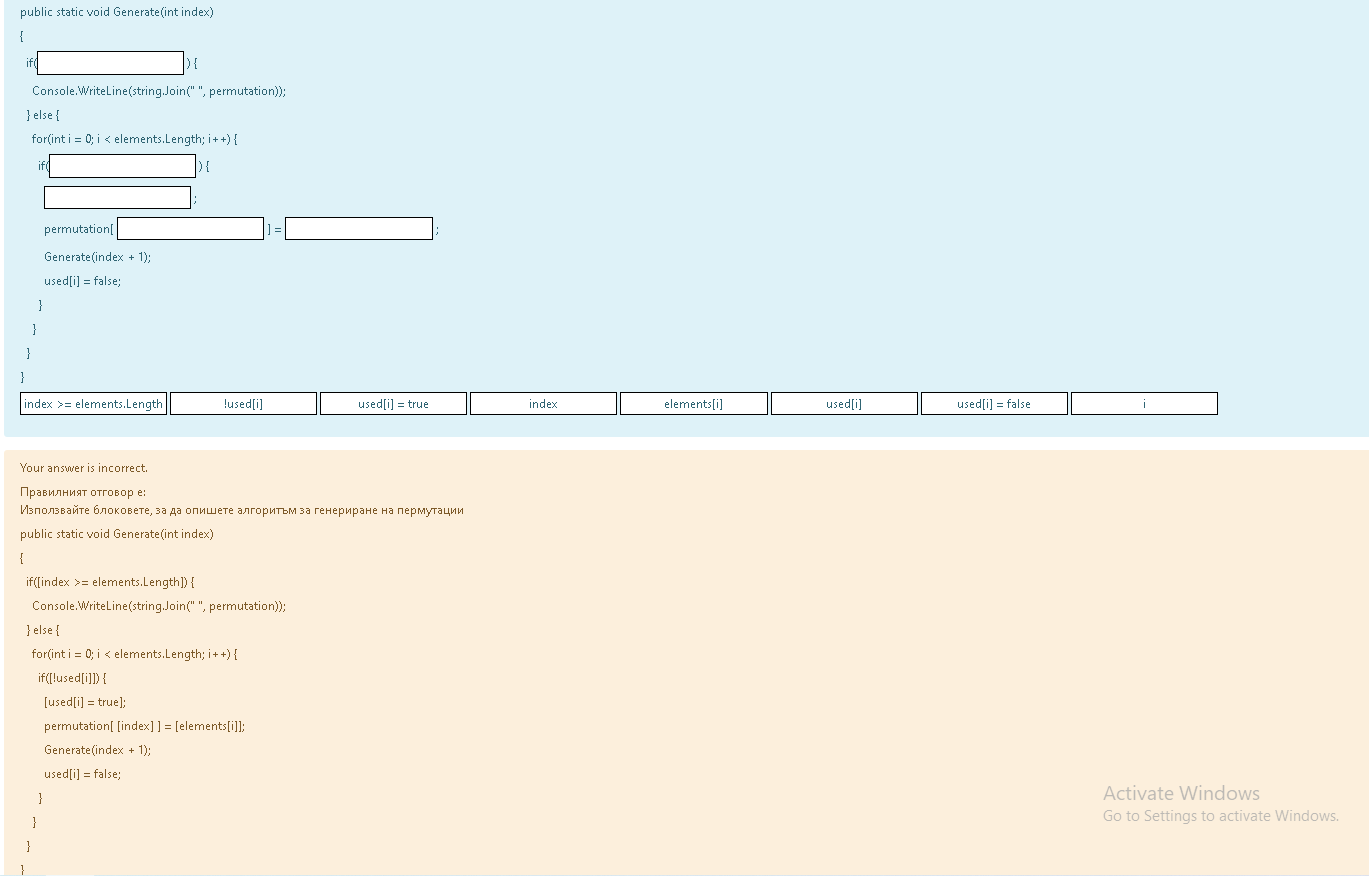 public static void Generate(int index)
{
if( ) {
Console.WriteLine(string.Join(" ", permutation));
} else {
for(int i = 0; i < elements.Length; i++) {
if( ) {
;
permutation[ ] = ;
Generate(index + 1);
used[i] = false;
}
}
}
}
index >= elements.Length !used[i] used[i] = true index elements[i] used[i] used[i] = false i
Your answer is incorrect.
Правилният отговор е:
Използвайте блоковете, за да опишете алгоритъм за генериране на пермутации
public static void Generate(int index)
{
if([index >= elements.Length]) {
Console.WriteLine(string.Join(" ", permutation));
} else {
for(int i = 0; i < elements.Length; i++) {
if([!used[i]]) {
[used[i] = true];
permutation[ [index] ] = [elements[i]];
Generate(index + 1);
used[i] = false;
}
}
}
}
Activate Windows
Go to Settings to activate Windows.